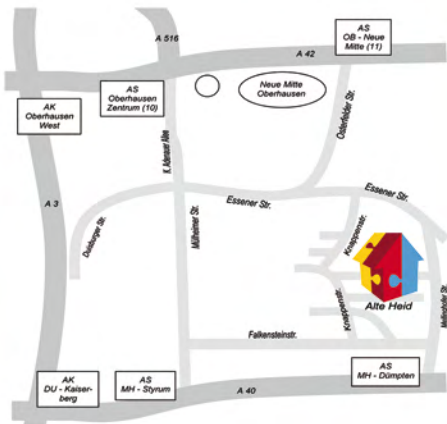 A 516
A 42
AS
OB - Neue
Mitte (11)
AS
Oberhausen
Zentrum (10)
Neue Mitte
Oberhausen
AK
Oberhausen
West
K. Adenauer Allee
Osterfelder Str.
A 3
Duisburger Str.
Mülheimer Str.
Essener Str.
Essener Str.
Knappenstr.
Knappenstr.
Alte Heid
Falkensteinstr.
AK
DU - Kaiser-
berg
AS
MH - Styrum
A 40
AS
MH - Dümpten